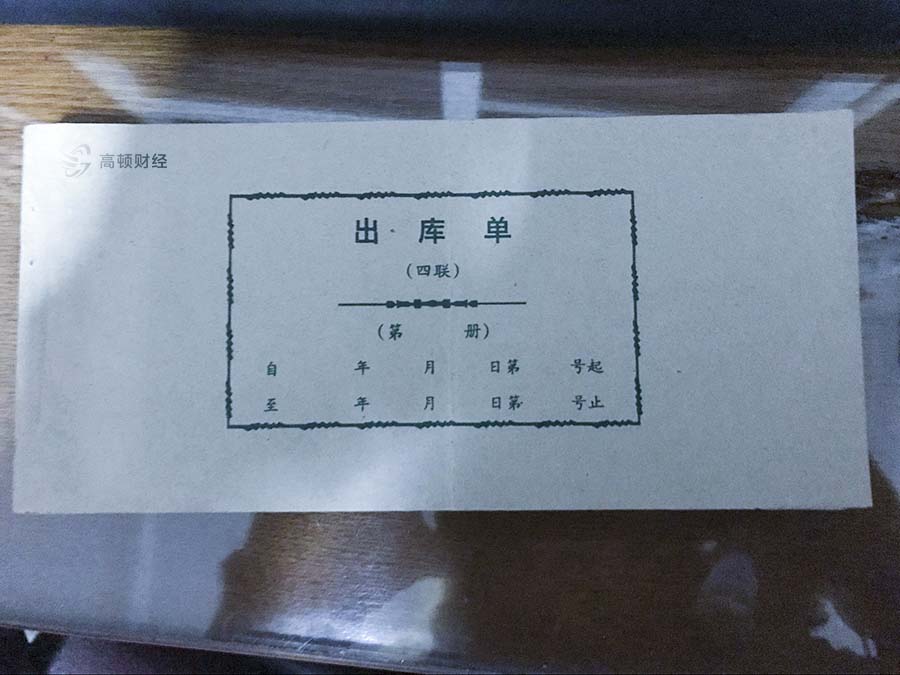 高顿财经
出 库 单
(四联)
(第 册)
自 年 月 日第 号起
至 年 月 日第 号止